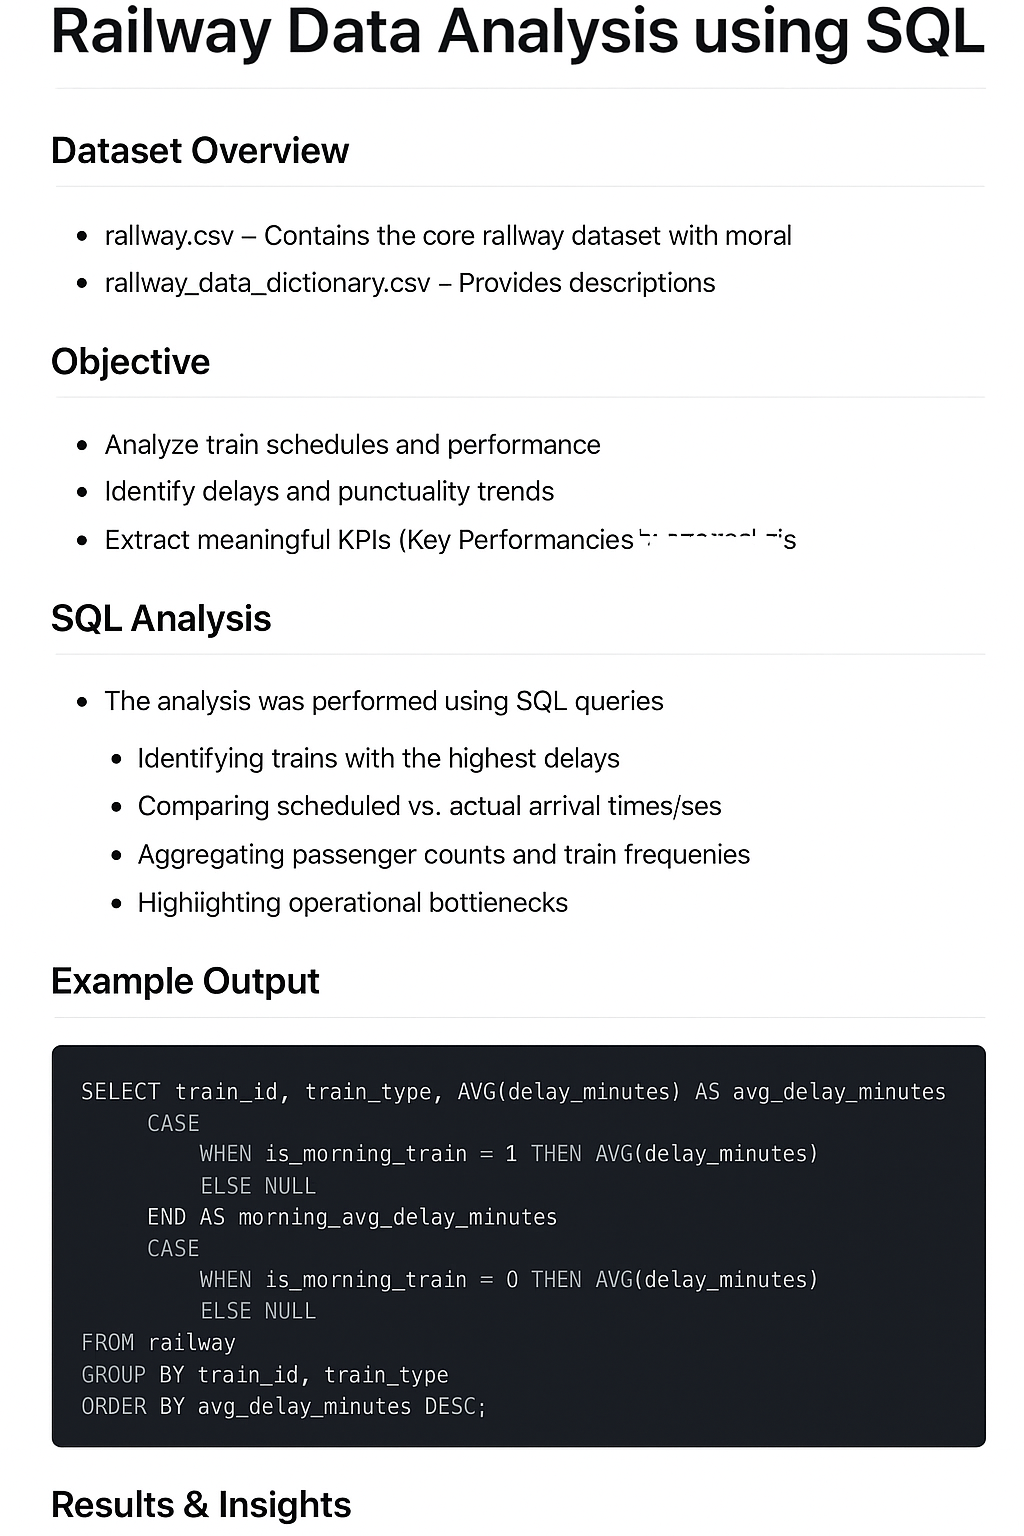 Railway Data Analysis using SQL
Dataset Overview
• rallway.csv – Contains the core rallway dataset with moral
• rallway_data_dictionary.csv – Provides descriptions
Objective
• Analyze train schedules and performance
• Identify delays and punctuality trends
• Extract meaningful KPIs (Key Performancies
SQL Analysis
• The analysis was performed using SQL queries
• Identifying trains with the highest delays
• Comparing scheduled vs. actual arrival times/ses
• Aggregating passenger counts and train frequenies
• Highiighting operational bottienecks
Example Output
SELECT train_id, train_type, AVG(delay_minutes) AS avg_delay_minutes
CASE
WHEN is_morning_train = 1 THEN AVG(delay_minutes)
ELSE NULL
END AS morning_avg_delay_minutes
CASE
WHEN is_morning_train = 0 THEN AVG(delay_minutes)
ELSE NULL
FROM railway
GROUP BY train_id, train_type
ORDER BY avg_delay_minutes DESC;
Results & Insights